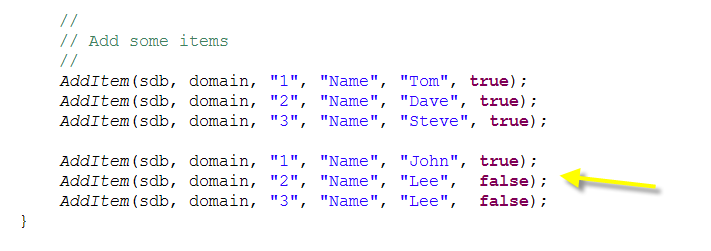 //
// Add some items
//
AddItem(sdb, domain, "1", "Name", "Tom", true);
AddItem(sdb, domain, "2", "Name", "Dave", true);
AddItem(sdb, domain, "3", "Name", "Steve", true);
AddItem(sdb, domain, "1", "Name", "John", true);
AddItem(sdb, domain, "2", "Name", "Lee",  false);
AddItem(sdb, domain, "3", "Name", "Lee",  false);
}